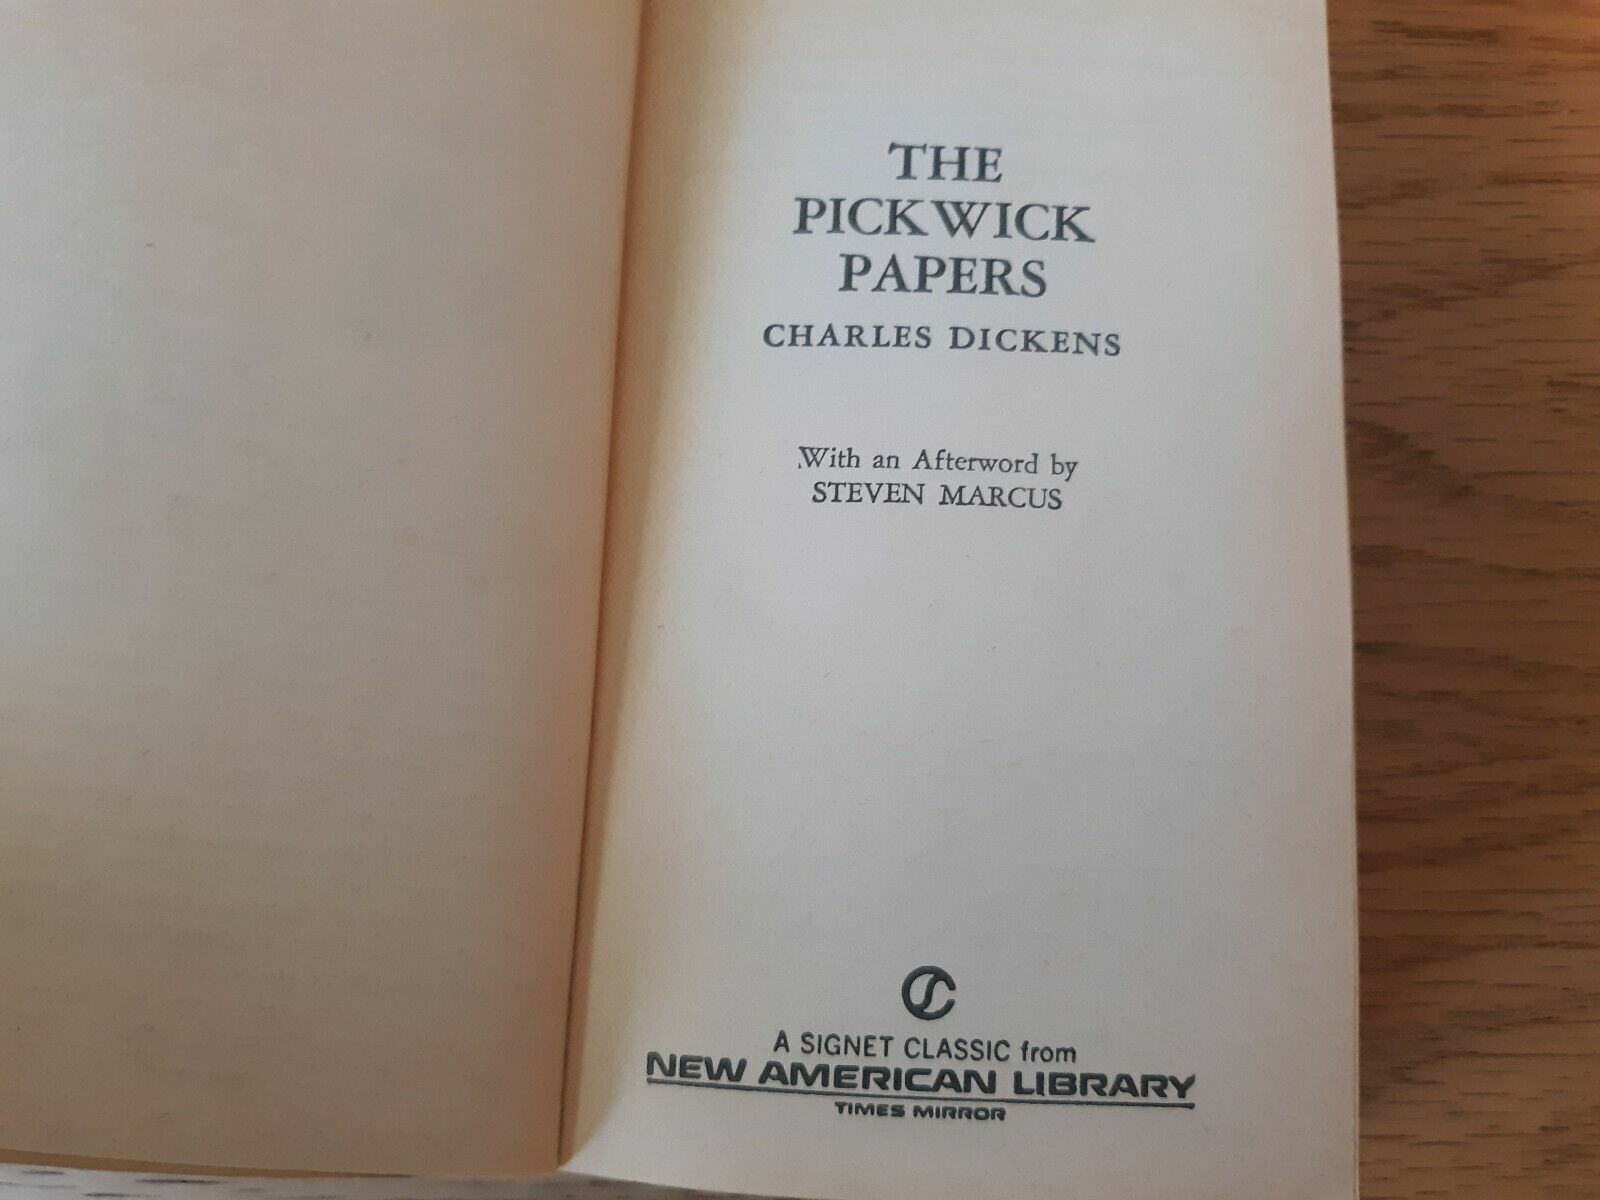 THE
PICKWICK
PAPERS
CHARLES DICKENS
With an Afterword by
STEVEN MARCUS
A SIGNET CLASSIC from
NEW AMERICAN LIBRARY
TIMES MIRROR